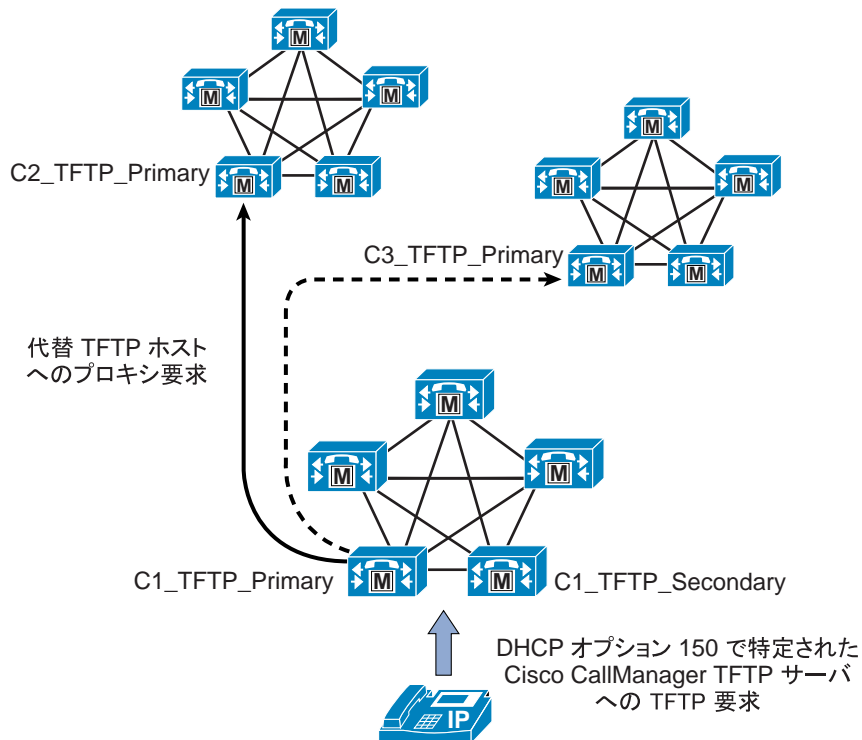 M
M
M
C2_TFTP_Primary
M
M
M
M
M
C3_TFTP_Primary
M
M
代替 TFTP ホスト
へのプロキシ要求
M
M
M
C1_TFTP_Primary
M
M
C1_TFTP_Secondary
DHCP オプション 150 で特定された
Cisco CallManager TFTP サーバ
への TFTP 要求
IP